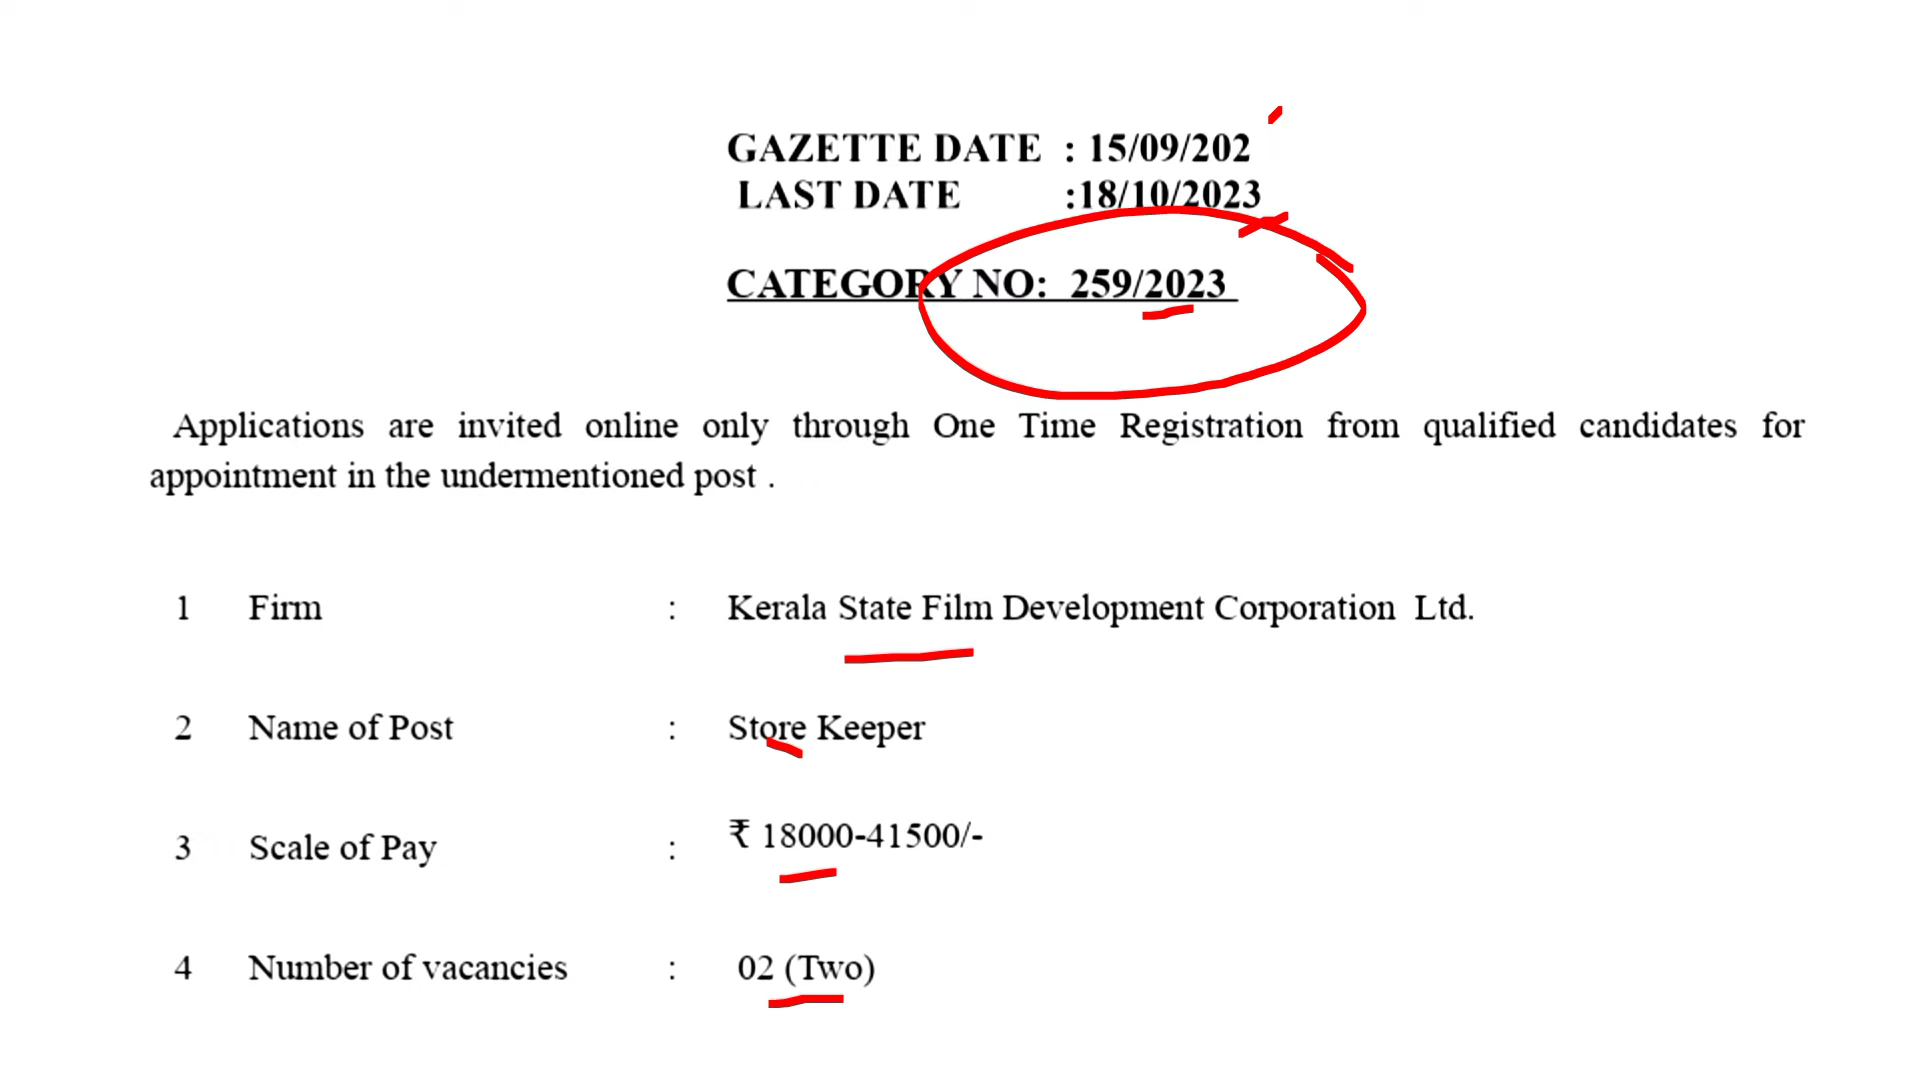 GAZETTE DATE : 15/09/202
LAST DATE :18/10/2023
CATEGORY NO: 259/2023
Applications are invited online only through One Time Registration from qualified candidates for
appointment in the undermentioned post .
1 Firm : Kerala State Film Development Corporation Ltd.
2 Name of Post : Store Keeper
3 Scale of Pay : ₹ 18000-41500/-
4 Number of vacancies : 02 (Two)